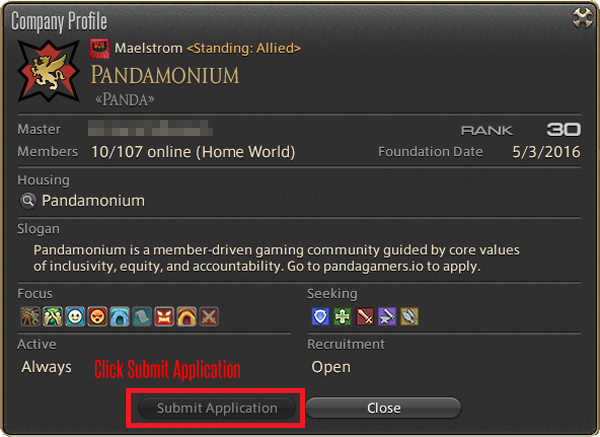 Company Profile
Maelstrom <Standing: Allied>
PANDAMONIUM
«PANDA»
Master
RANK 30
Members 10/107 online (Home World)
Foundation Date 5/3/2016
Housing
Pandamonium
Slogan
Pandamonium is a member-driven gaming community guided by core values
of inclusivity, equity, and accountability. Go to pandagamers.io to apply.
Focus
Seeking
Active
Always
Recruitment
Open
Click Submit Application
Submit Application
Close